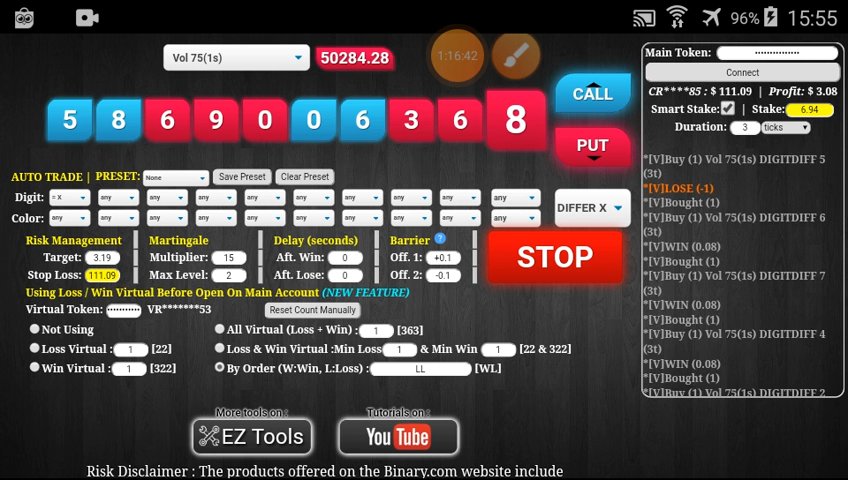 96% 15:55
Vol 75(1s) 50284.28 1:16:42
CALL
5 8 6 9 0 0 6 3 6 8
PUT
AUTO TRADE | PRESET: None Save Preset Clear Preset
Digit: = X any any any any any any any any any
Color: any any any any any any any any any any
DIFFER X
Risk Management Martingale Delay (seconds) Barrier ?
Target: 3.19 Multiplier: 15 Aft. Win: 0 Off. 1: +0.1
Stop Loss: 111.09 Max Level: 2 Aft. Lose: 0 Off. 2: -0.1
STOP
Using Loss / Win Virtual Before Open On Main Account (NEW FEATURE)
Virtual Token: ••••••••••• VR*******53 Reset Count Manually
Not Using All Virtual (Loss + Win) : 1 [363]
Loss Virtual : 1 [22] Loss & Win Virtual :Min Loss 1 & Min Win 1 [22 & 322]
Win Virtual : 1 [322] By Order (W:Win, L:Loss) : LL [WL]
More tools on : Tutorials on :
EZ Tools YouTube
Risk Disclaimer : The products offered on the Binary.com website include
Main Token: •••••••••••••••
Connect
CR****85 : $ 111.09 | Profit: $ 3.08
Smart Stake: | Stake: 6.94
Duration: 3 ticks
*[V]Buy (1) Vol 75(1s) DIGITDIFF 5
(3t)
*[V]LOSE (-1)
*[V]Bought (1)
*[V]Buy (1) Vol 75(1s) DIGITDIFF 6
(3t)
*[V]WIN (0.08)
*[V]Bought (1)
*[V]Buy (1) Vol 75(1s) DIGITDIFF 7
(3t)
*[V]WIN (0.08)
*[V]Bought (1)
*[V]Buy (1) Vol 75(1s) DIGITDIFF 4
(3t)
*[V]WIN (0.08)
*[V]Bought (1)
*[V]Buy (1) Vol 75(1s) DIGITDIFF 2